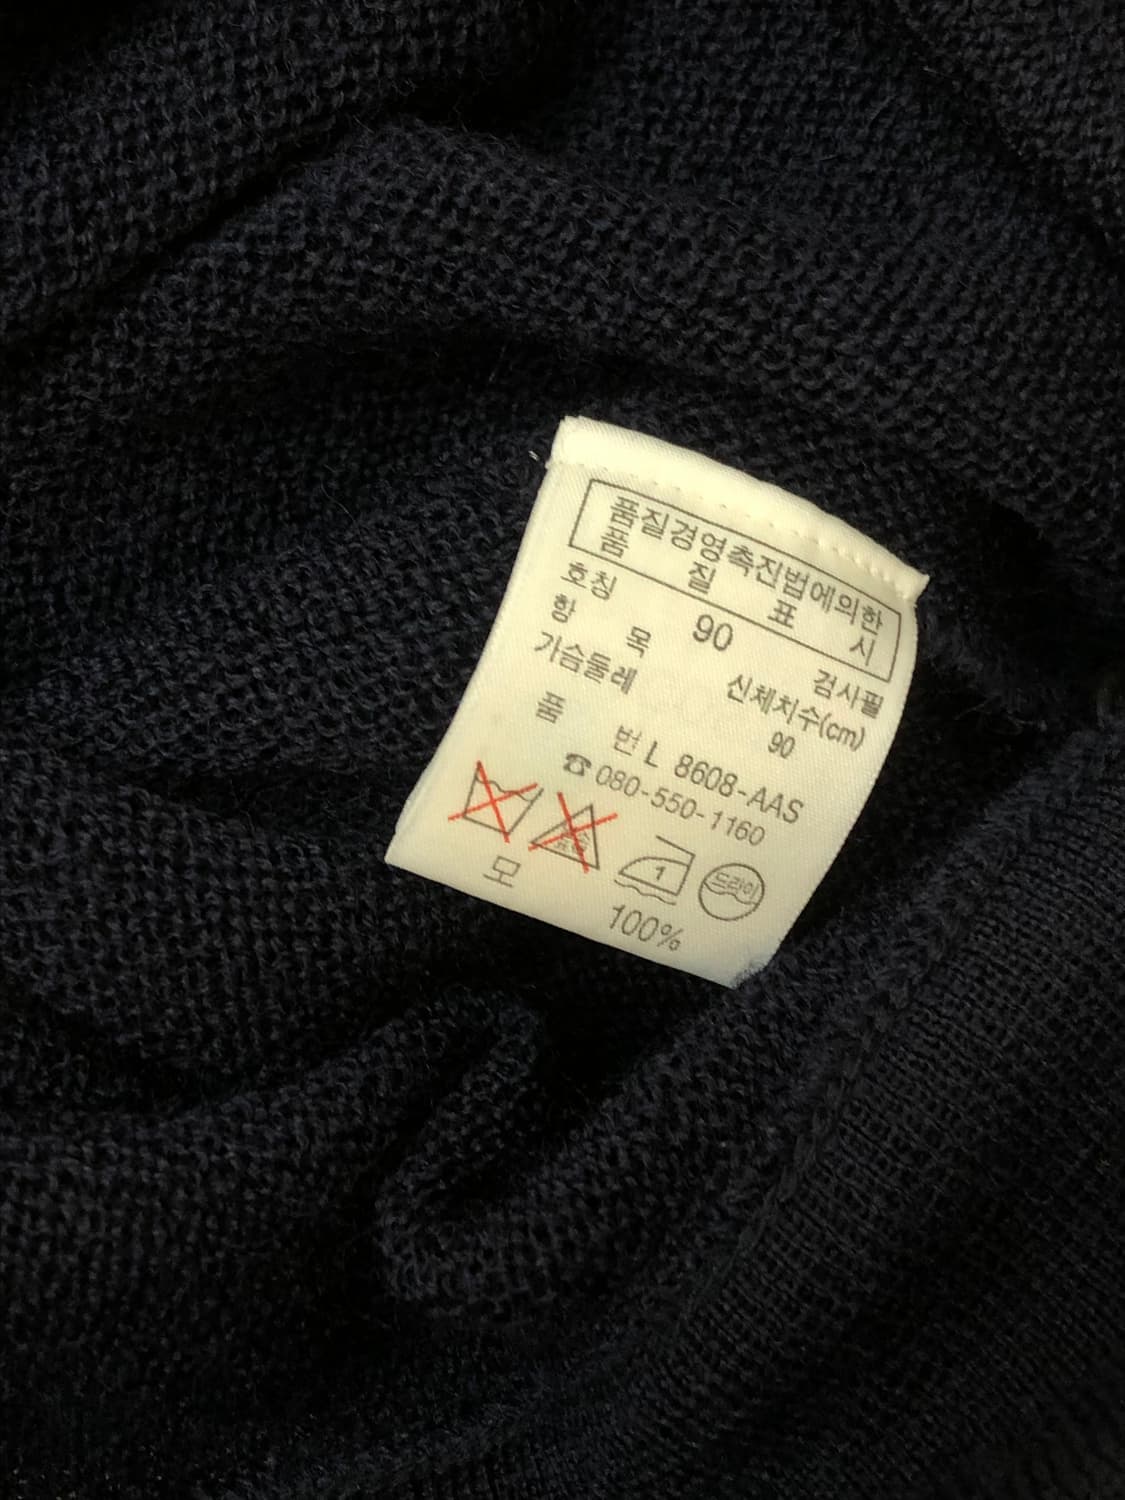 품질경영촉진법에의한
품 질 표 시
호칭 90 검시필
항 목 신체치수(cm)
가슴둘레 90
품 번 L 8608-AAS
☎ 080-550-1160
1 드라이
모 100%